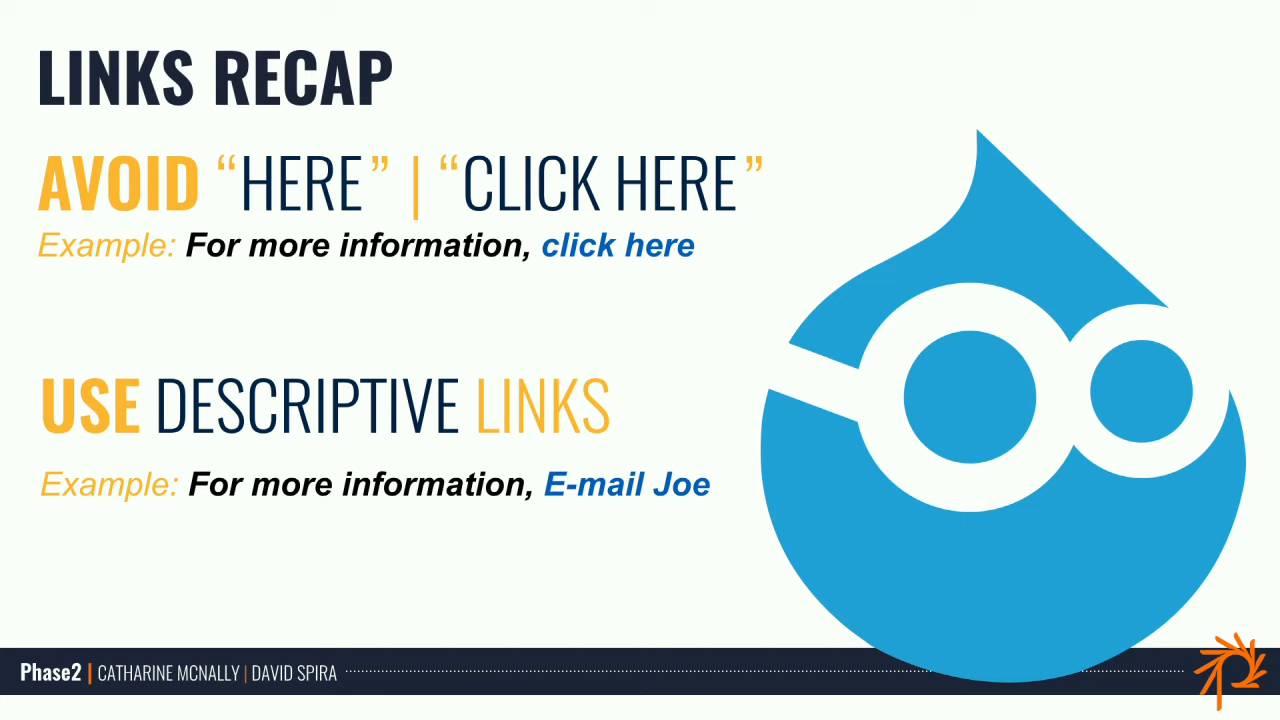 LINKS RECAP
AVOID “HERE” | “CLICK HERE”
Example: For more information, click here
USE DESCRIPTIVE LINKS
Example: For more information, E-mail Joe
Phase2 | CATHARINE MCNALLY | DAVID SPIRA